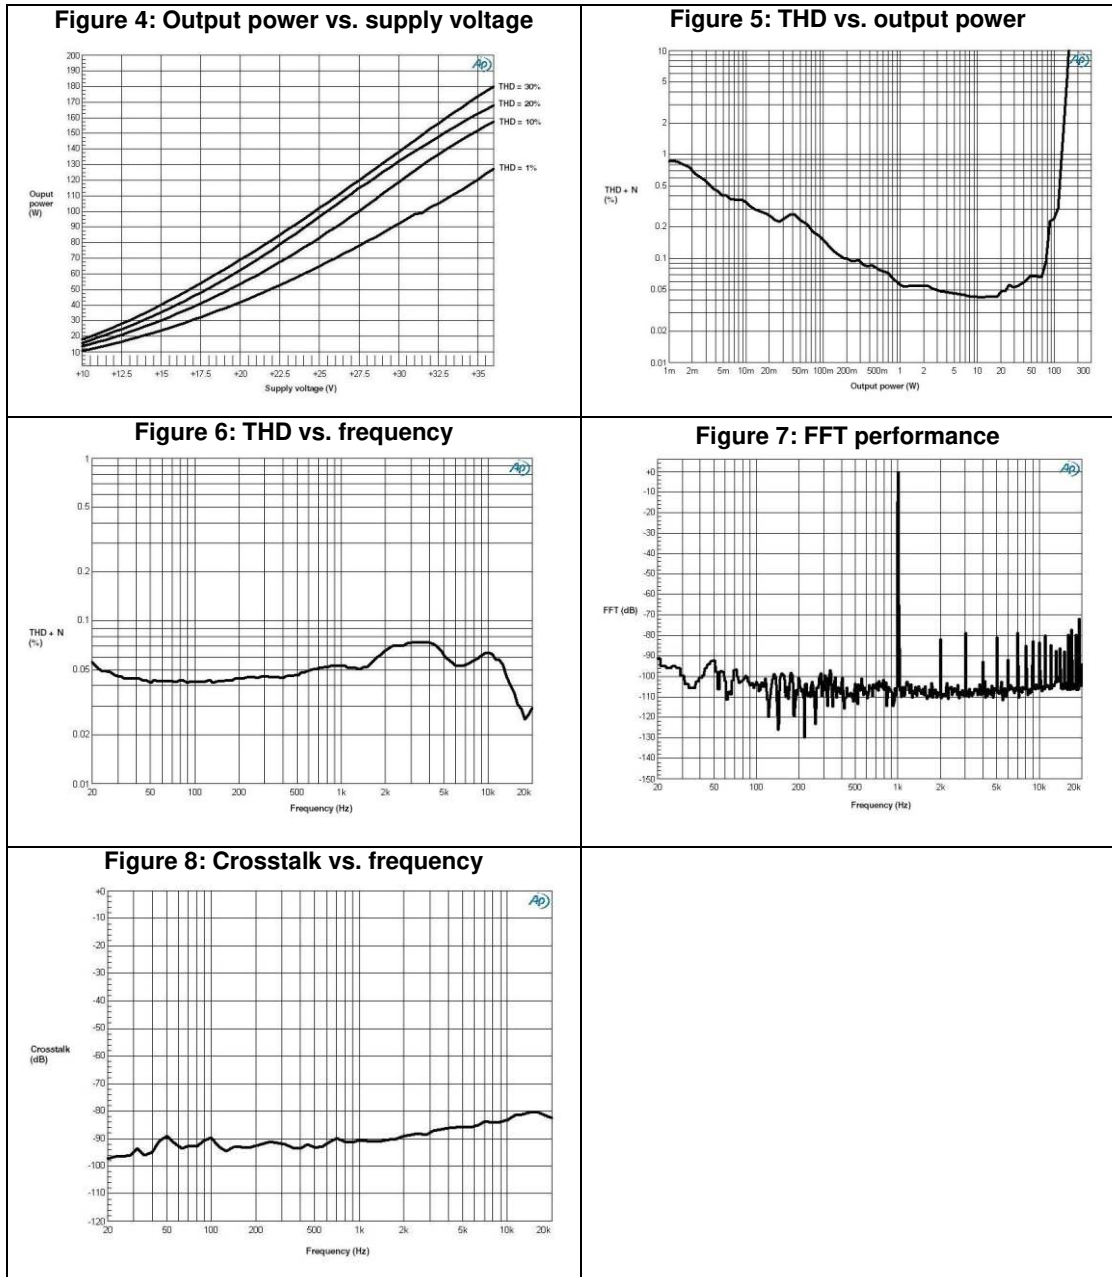 Figure 4: Output power vs. supply voltage
Ap
200
190
180
170
160
150
140
130
120
110
100
90
80
70
60
50
40
30
20
10
Ouput
power
(W)
THD = 30%
THD = 20%
THD = 10%
THD = 1%
+10 +12.5 +15 +17.5 +20 +22.5 +25 +27.5 +30 +32.5 +35
Supply voltage (V)
Figure 5: THD vs. output power
Ap
10
5
2
1
0.5
0.2
0.1
0.05
0.02
0.01
THD + N
(%)
1m 2m 5m 10m 20m 50m 100m 200m 500m 1 2 5 10 20 50 100 300
Output power (W)
Figure 6: THD vs. frequency
Ap
1
0.5
0.2
0.1
0.05
0.02
0.01
THD + N
(%)
20 50 100 200 500 1k 2k 5k 10k 20k
Frequency (Hz)
Figure 7: FFT performance
Ap
+0
-10
-20
-30
-40
-50
-60
-70
-80
-90
-100
-110
-120
-130
-140
-150
FFT (dB)
20 50 100 200 500 1k 2k 5k 10k 20k
Frequency (Hz)
Figure 8: Crosstalk vs. frequency
Ap
+0
-10
-20
-30
-40
-50
-60
-70
-80
-90
-100
-110
-120
Crosstalk
(dB)
20 50 100 200 500 1k 2k 5k 10k 20k
Frequency (Hz)